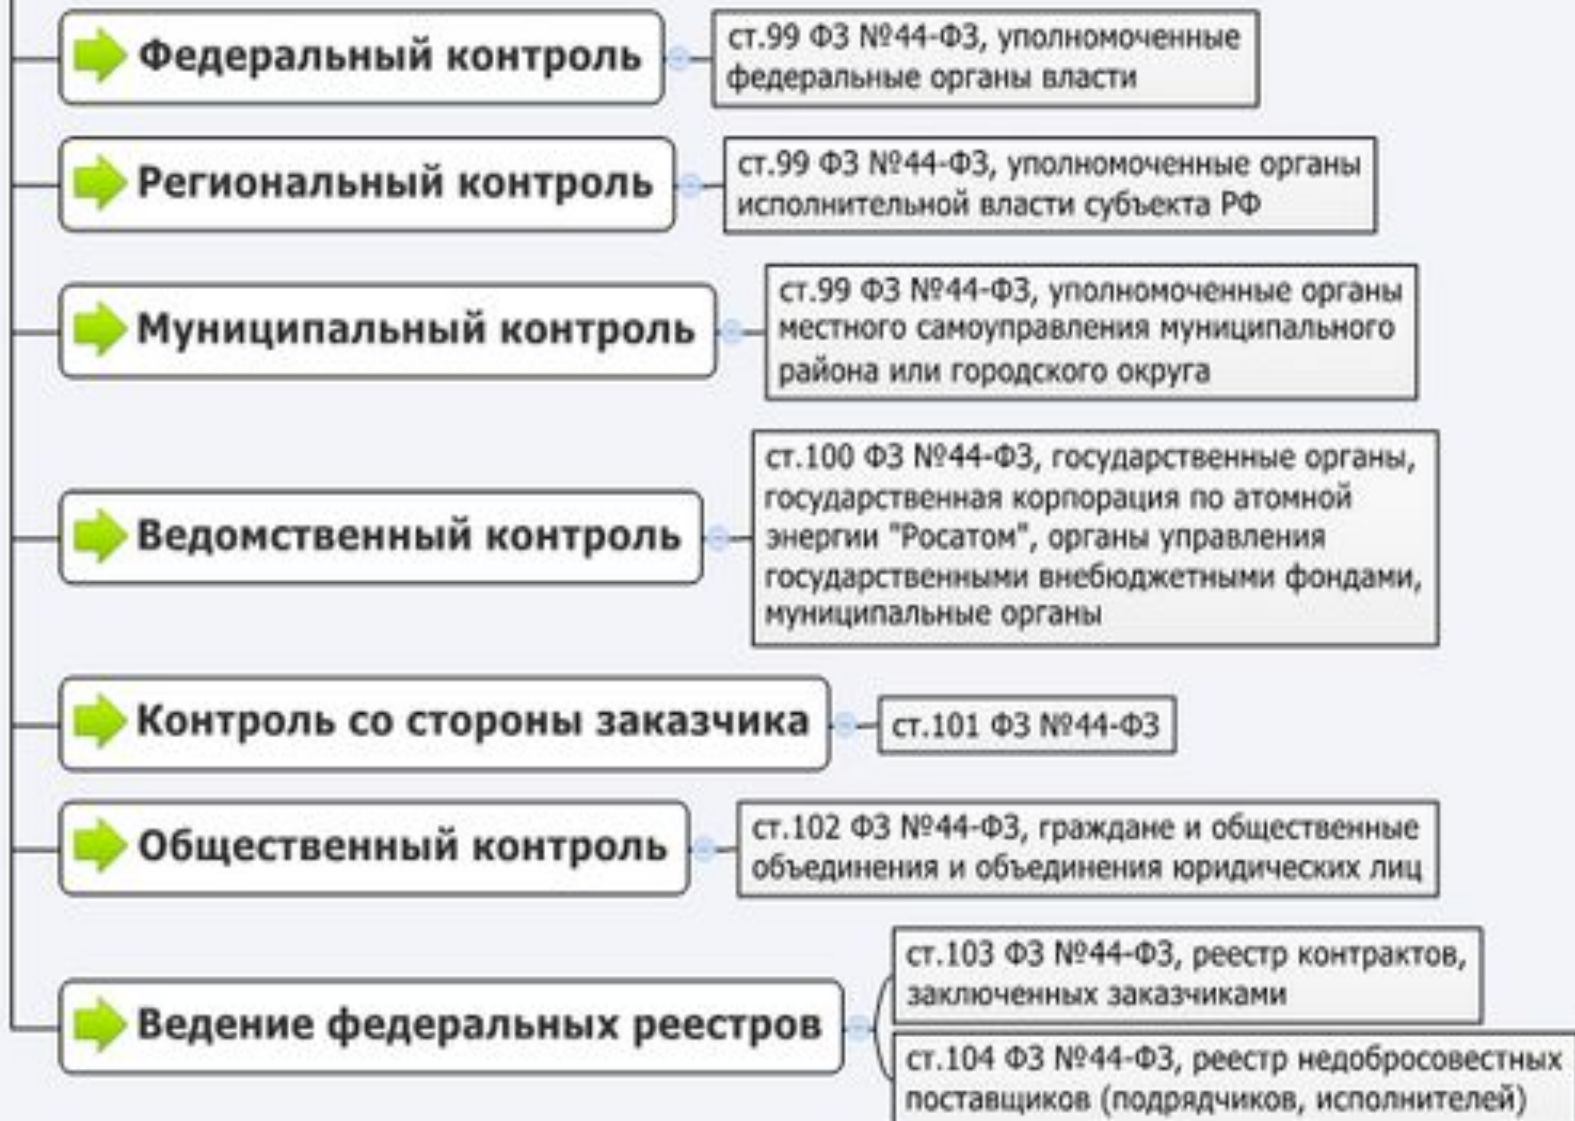 Федеральный контроль
ст.99 ФЗ №44-ФЗ, уполномоченные
федеральные органы власти
Региональный контроль
ст.99 ФЗ №44-ФЗ, уполномоченные органы
исполнительной власти субъекта РФ
Муниципальный контроль
ст.99 ФЗ №44-ФЗ, уполномоченные органы
местного самоуправления муниципального
района или городского округа
Ведомственный контроль
ст.100 ФЗ №44-ФЗ, государственные органы,
государственная корпорация по атомной
энергии "Росатом", органы управления
государственными внебюджетными фондами,
муниципальные органы
Контроль со стороны заказчика
ст.101 ФЗ №44-ФЗ
Общественный контроль
ст.102 ФЗ №44-ФЗ, граждане и общественные
объединения и объединения юридических лиц
Ведение федеральных реестров
ст.103 ФЗ №44-ФЗ, реестр контрактов,
заключенных заказчиками
ст.104 ФЗ №44-ФЗ, реестр недобросовестных
поставщиков (подрядчиков, исполнителей)